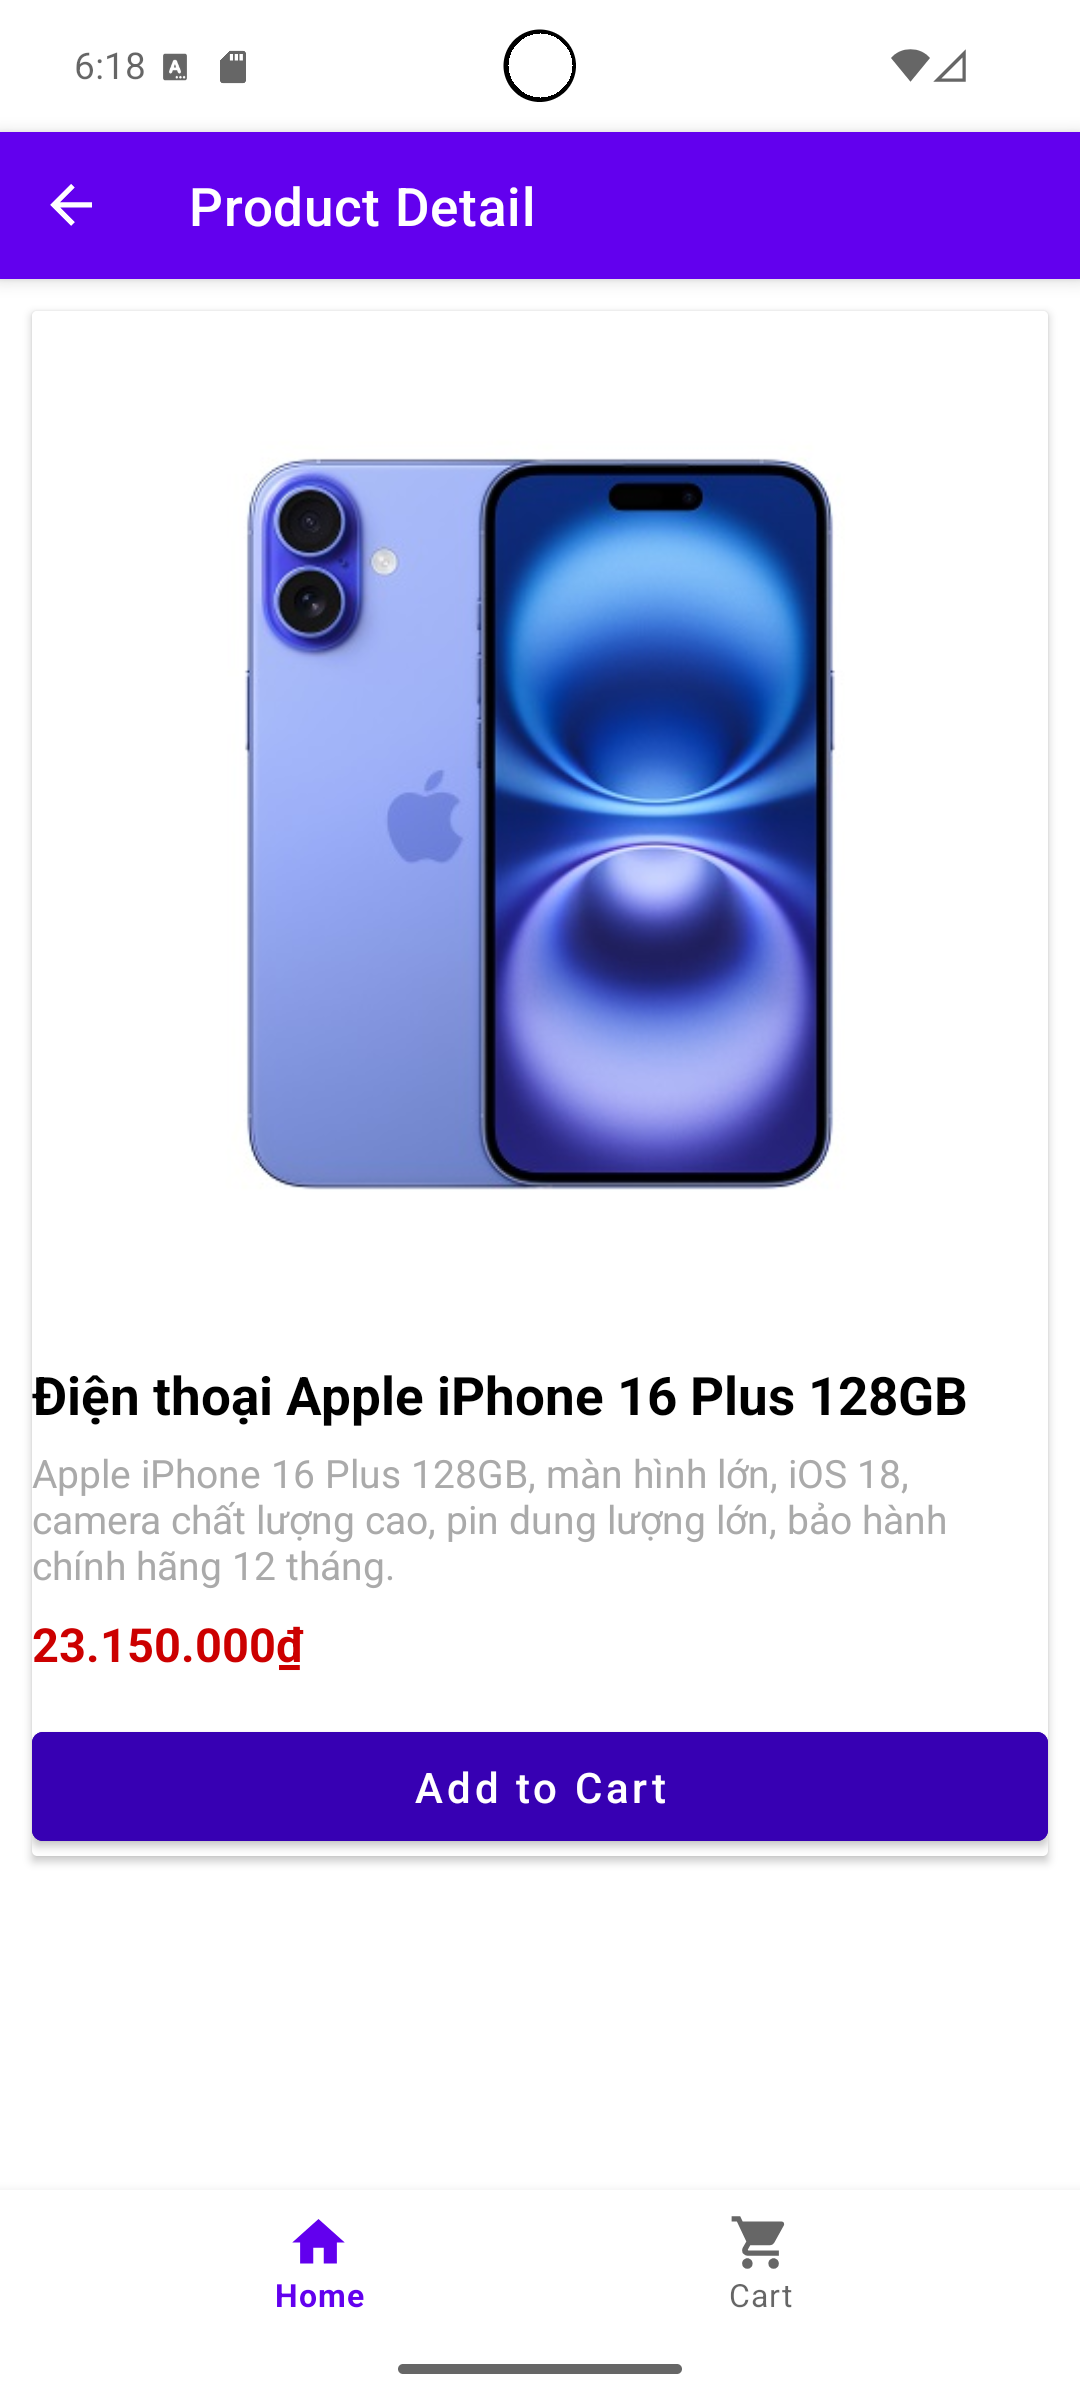 6:18
Product Detail
Điện thoại Apple iPhone 16 Plus 128GB
Apple iPhone 16 Plus 128GB, màn hình lớn, iOS 18,
camera chất lượng cao, pin dung lượng lớn, bảo hành
chính hãng 12 tháng.
23.150.000₫
Add to Cart
Home
Cart